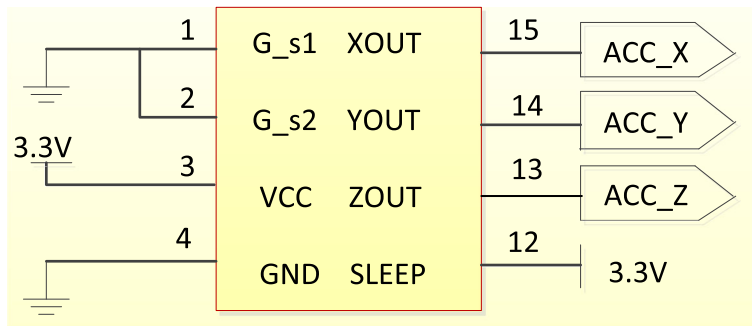 1 G_s1 XOUT 15 ACC_X
2 G_s2 YOUT 14 ACC_Y
3.3V
3 VCC ZOUT 13 ACC_Z
4 GND SLEEP 12 3.3V